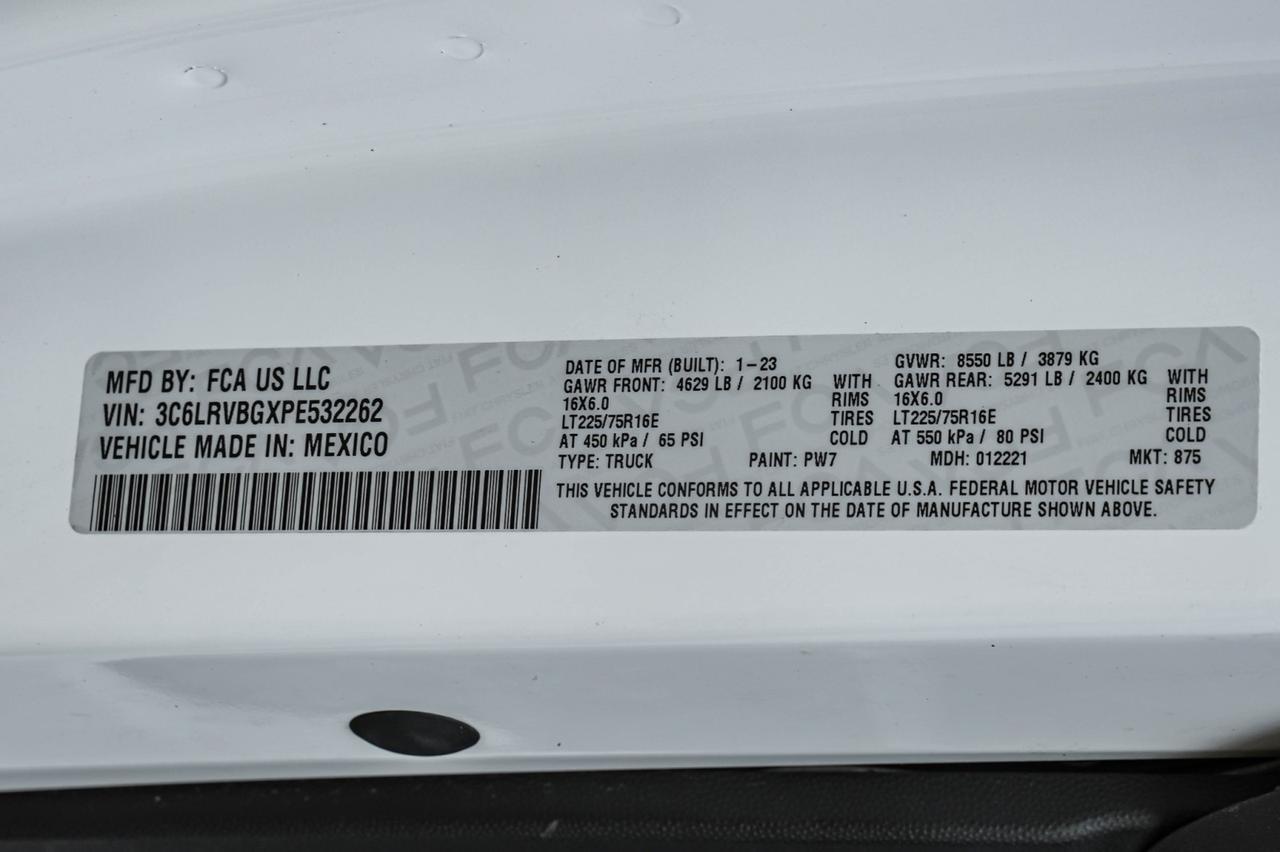 MFD BY: FCA US LLC
VIN: 3C6LRVBGXPE532262
VEHICLE MADE IN: MEXICO
DATE OF MFR (BUILT): 1-23 GVWR: 8550 LB / 3879 KG
GAWR FRONT: 4629 LB / 2100 KG WITH GAWR REAR: 5291 LB / 2400 KG WITH
16X6.0 RIMS 16X6.0 RIMS
LT225/75R16E TIRES LT225/75R16E TIRES
AT 450 kPa / 65 PSI COLD AT 550 kPa / 80 PSI COLD
TYPE: TRUCK PAINT: PW7 MDH: 012221 MKT: 875
THIS VEHICLE CONFORMS TO ALL APPLICABLE U.S.A. FEDERAL MOTOR VEHICLE SAFETY
STANDARDS IN EFFECT ON THE DATE OF MANUFACTURE SHOWN ABOVE.